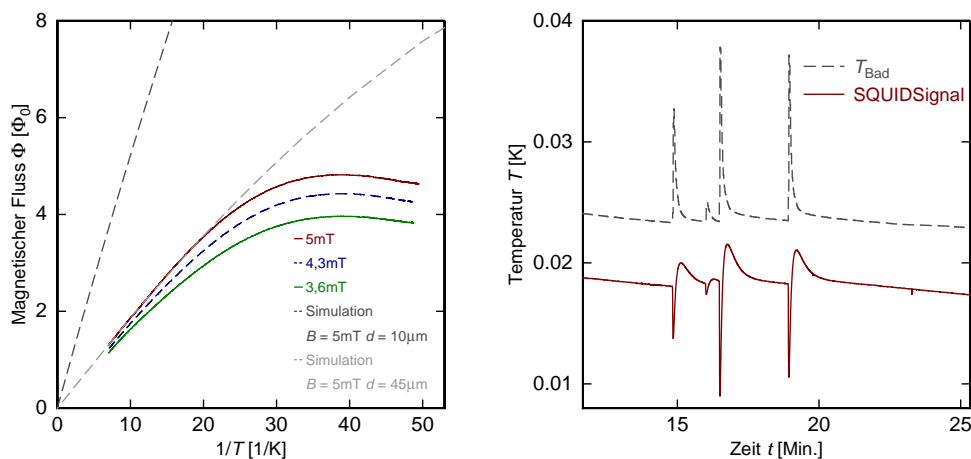 8
6
4
2
0
Magnetischer Fluss Φ [Φ0]
5mT
4,3mT
3,6mT
Simulation
B = 5mT d = 10μm
Simulation
B = 5mT d = 45μm
0 10 20 30 40 50
1/T [1/K]
0.04
0.03
0.02
0.01
Temperatur T [K]
TBad
SQUIDSignal
15 20 25
Zeit t [Min.]